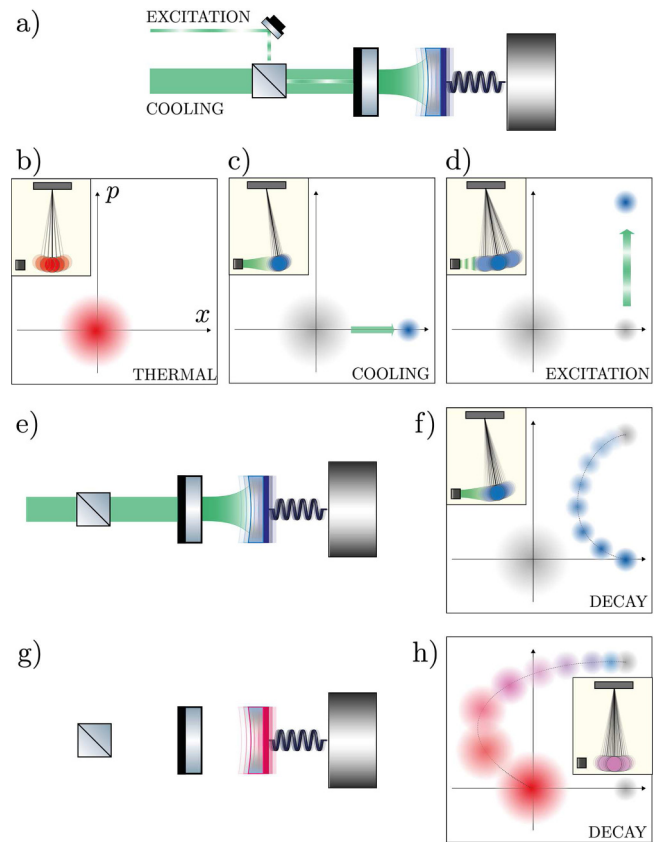 a)
EXCITATION
COOLING
b)
c)
d)
p
x
THERMAL
COOLING
EXCITATION
e)
f)
DECAY
g)
h)
DECAY